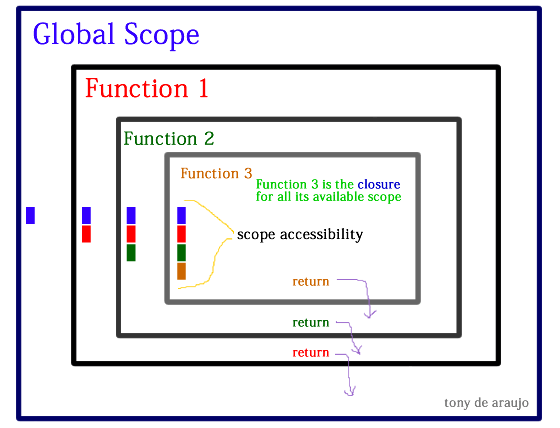 Global Scope
Function 1
Function 2
Function 3
Function 3 is the closure
for all its available scope
scope accessibility
return
return
return
tony de araujo